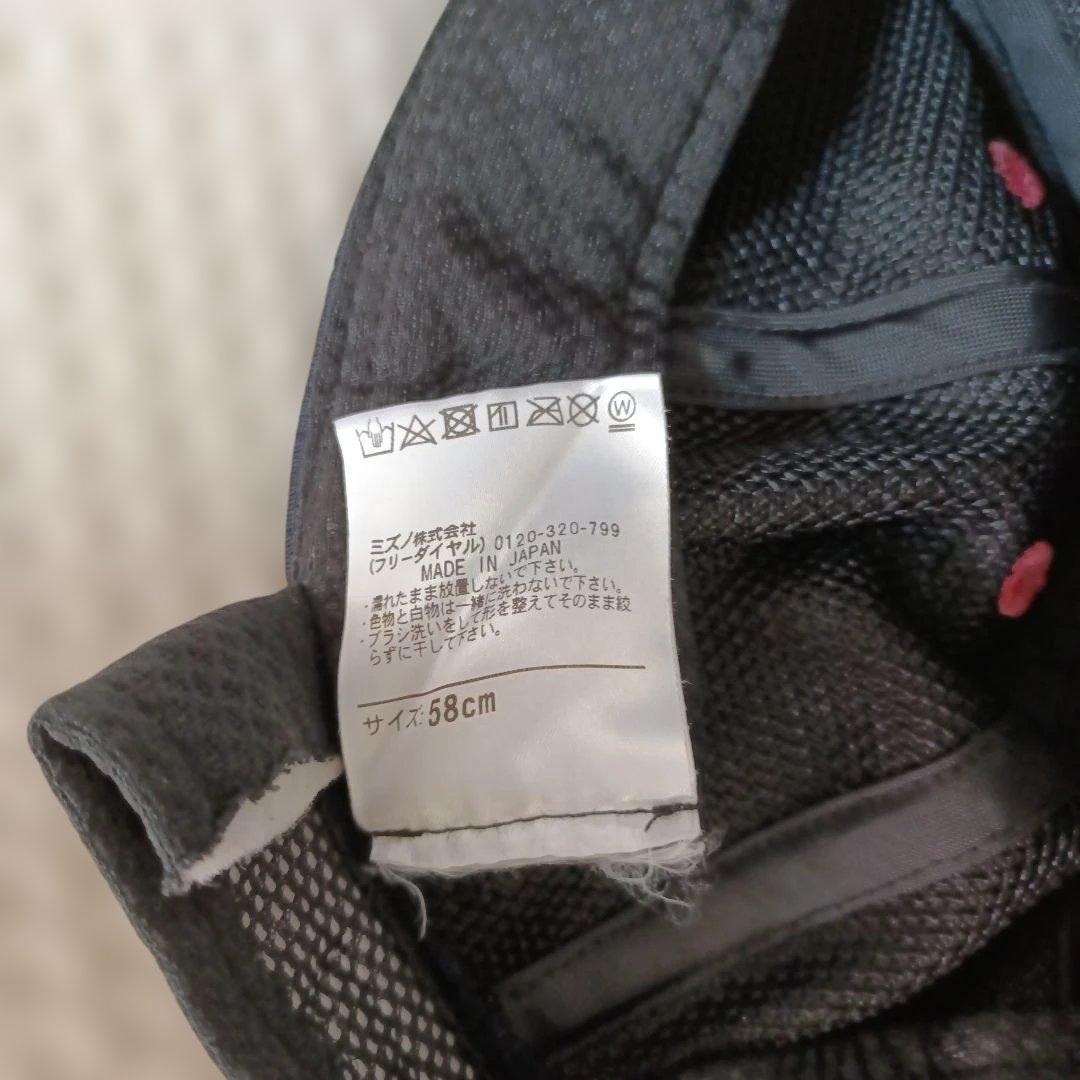 W
ミズノ株式会社
(フリーダイヤル) 0120-320-799
MADE IN JAPAN
・濡れたまま放置しないで下さい。
・色物と白物は一緒に洗わないで下さい。
・ブラシ洗いをして形を整えてそのまま絞
らずに干して下さい。
サイズ:58cm